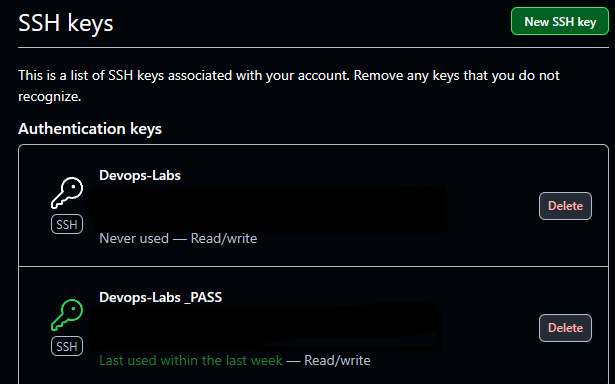 SSH keys
New SSH key
This is a list of SSH keys associated with your account. Remove any keys that you do not
recognize.
Authentication keys
Devops-Labs
SSH
Delete
Never used — Read/write
Devops-Labs _PASS
SSH
Delete
Last used within the last week — Read/write